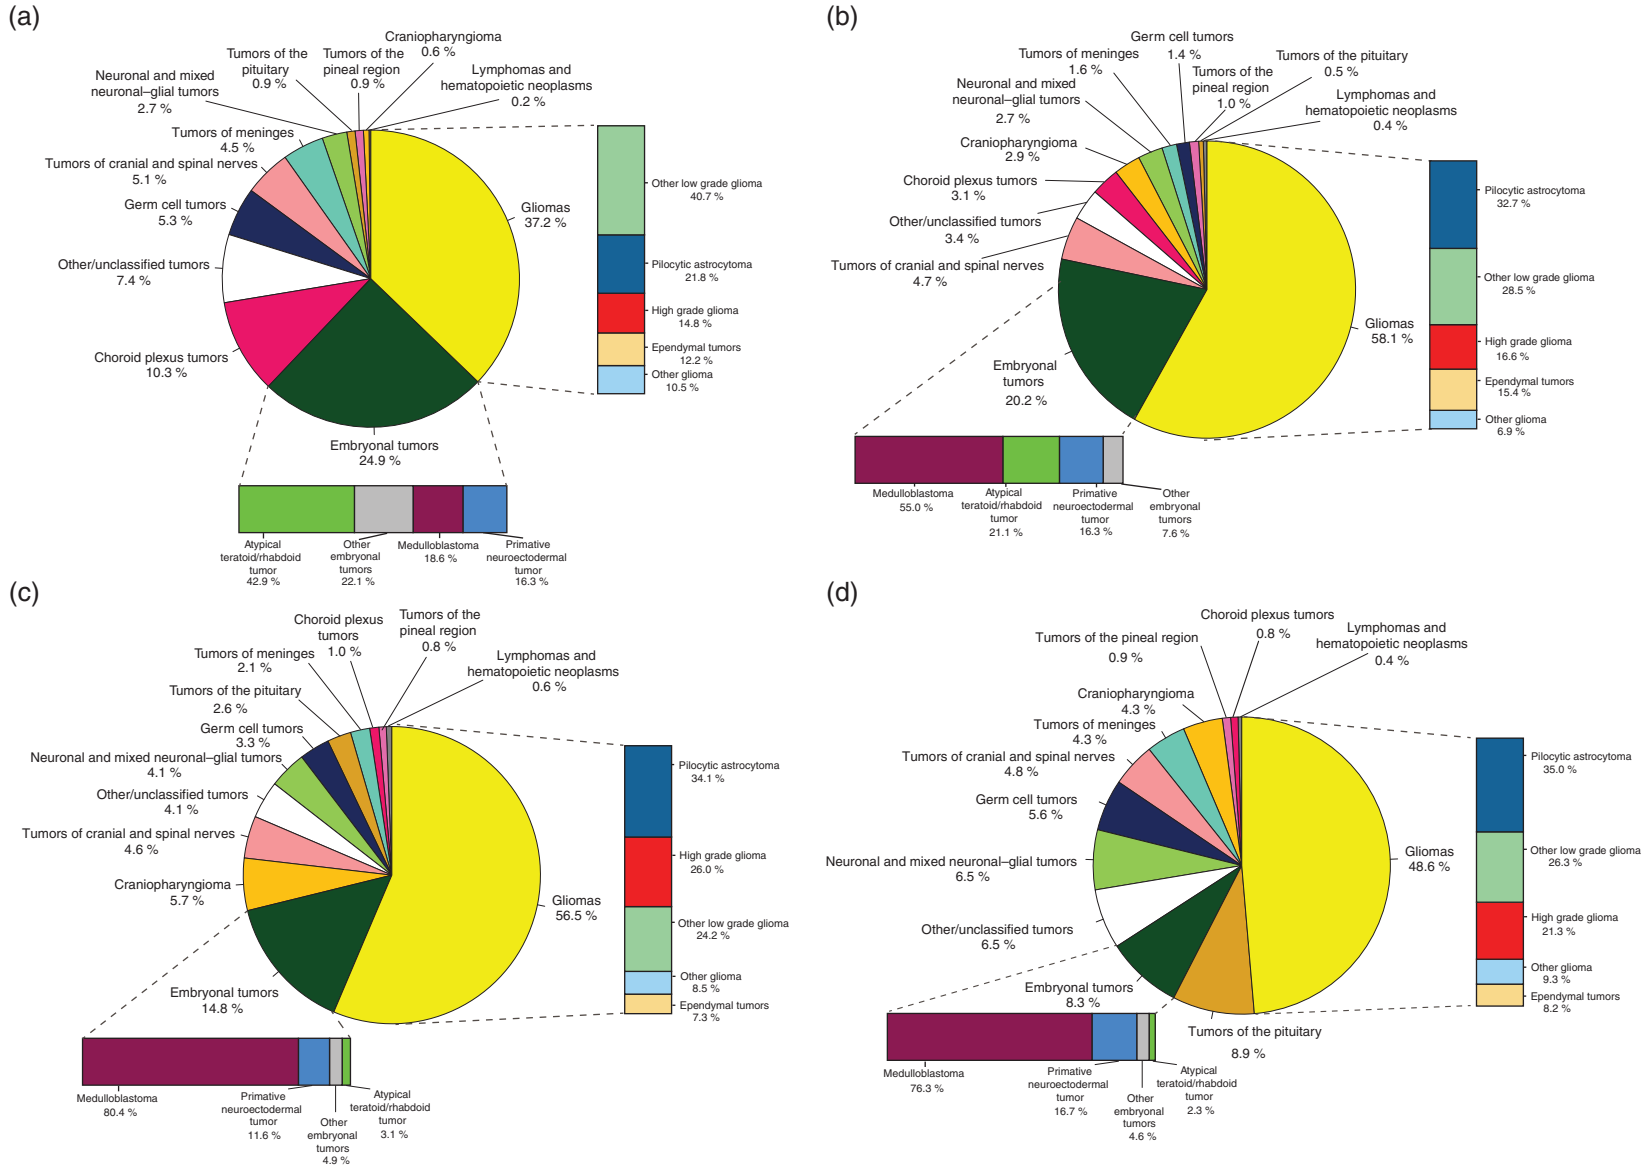 (a)
Craniopharyngioma
0.6 %
Tumors of the
pituitary
0.9 %
Tumors of the
pineal region
0.9 %
Lymphomas and
hematopoietic neoplasms
0.2 %
Neuronal and mixed
neuronal–glial tumors
2.7 %
Tumors of meninges
4.5 %
Tumors of cranial and spinal nerves
5.1 %
Germ cell tumors
5.3 %
Other/unclassified tumors
7.4 %
Choroid plexus tumors
10.3 %
Embryonal tumors
24.9 %
Gliomas
37.2 %
Other low grade glioma
40.7 %
Pilocytic astrocytoma
21.8 %
High grade glioma
14.8 %
Ependymal tumors
12.2 %
Other glioma
10.5 %
Atypical
teratoid/rhabdoid
tumor
42.9 %
Other
embryonal
tumors
22.1 %
Medulloblastoma
18.6 %
Primative
neuroectodermal
tumor
16.3 %
(b)
Germ cell tumors
1.4 %
Tumors of meninges
1.6 %
Tumors of the pituitary
0.5 %
Tumors of the
pineal region
1.0 %
Lymphomas and
hematopoietic neoplasms
0.4 %
Neuronal and mixed
neuronal–glial tumors
2.7 %
Craniopharyngioma
2.9 %
Choroid plexus tumors
3.1 %
Other/unclassified tumors
3.4 %
Tumors of cranial and spinal nerves
4.7 %
Embryonal
tumors
20.2 %
Gliomas
58.1 %
Pilocytic astrocytoma
32.7 %
Other low grade glioma
28.5 %
High grade glioma
16.6 %
Ependymal tumors
15.4 %
Other glioma
6.9 %
Medulloblastoma
55.0 %
Atypical
teratoid/rhabdoid
tumor
21.1 %
Primative
neuroectodermal
tumor
16.3 %
Other
embryonal
tumors
7.6 %
(c)
Choroid plexus
tumors
1.0 %
Tumors of the
pineal region
0.8 %
Tumors of meninges
2.1 %
Lymphomas and
hematopoietic neoplasms
0.6 %
Tumors of the pituitary
2.6 %
Germ cell tumors
3.3 %
Neuronal and mixed neuronal–glial tumors
4.1 %
Other/unclassified tumors
4.1 %
Tumors of cranial and spinal nerves
4.6 %
Craniopharyngioma
5.7 %
Embryonal tumors
14.8 %
Gliomas
56.5 %
Pilocytic astrocytoma
34.1 %
High grade glioma
26.0 %
Other low grade glioma
24.2 %
Other glioma
8.5 %
Ependymal tumors
7.3 %
Medulloblastoma
80.4 %
Primative
neuroectodermal
tumor
11.6 %
Other
embryonal
tumors
4.9 %
Atypical
teratoid/rhabdoid
tumor
3.1 %
(d)
Choroid plexus tumors
0.8 %
Tumors of the pineal region
0.9 %
Lymphomas and
hematopoietic neoplasms
0.4 %
Craniopharyngioma
4.3 %
Tumors of meninges
4.3 %
Tumors of cranial and spinal nerves
4.8 %
Germ cell tumors
5.6 %
Neuronal and mixed neuronal–glial tumors
6.5 %
Other/unclassified tumors
6.5 %
Embryonal tumors
8.3 %
Tumors of the pituitary
8.9 %
Gliomas
48.6 %
Pilocytic astrocytoma
35.0 %
Other low grade glioma
26.3 %
High grade glioma
21.3 %
Other glioma
9.3 %
Ependymal tumors
8.2 %
Medulloblastoma
76.3 %
Primative
neuroectodermal
tumor
16.7 %
Other
embryonal
tumors
4.6 %
Atypical
teratoid/rhabdoid
tumor
2.3 %